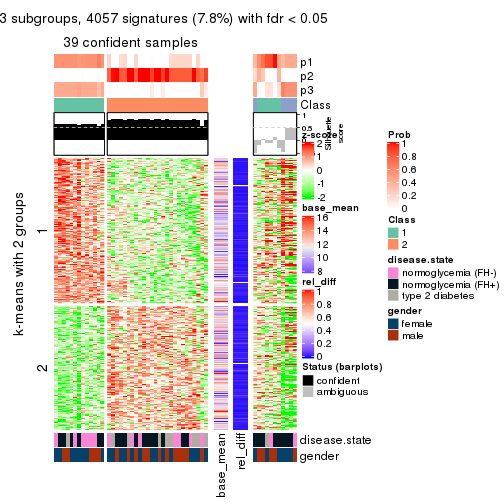 3 subgroups, 4057 signatures (7.8%) with fdr < 0.05
39 confident samples
p1
p2
p3
Class
1
0.5
0
Silhouette
score
k-means with 2 groups
1
2
z-score
2
1
0
-1
-2
base_mean
16
14
12
10
8
rel_diff
1
0.8
0.6
0.4
0.2
0
Status (barplots)
confident
ambiguous
Prob
1
0.8
0.6
0.4
0.2
0
Class
1
2
disease.state
normoglycemia (FH-)
normoglycemia (FH+)
type 2 diabetes
gender
female
male
disease.state
gender
base_mean
rel_diff